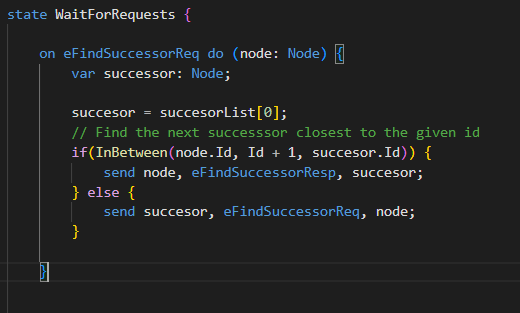 state WaitForRequests {
on eFindSuccessorReq do (node: Node) {
var successor: Node;
succesor = succesorList[0];
// Find the next successsor closest to the given id
if(InBetween(node.Id, Id + 1, succesor.Id)) {
send node, eFindSuccessorResp, succesor;
} else {
send succesor, eFindSuccessorReq, node;
}
}